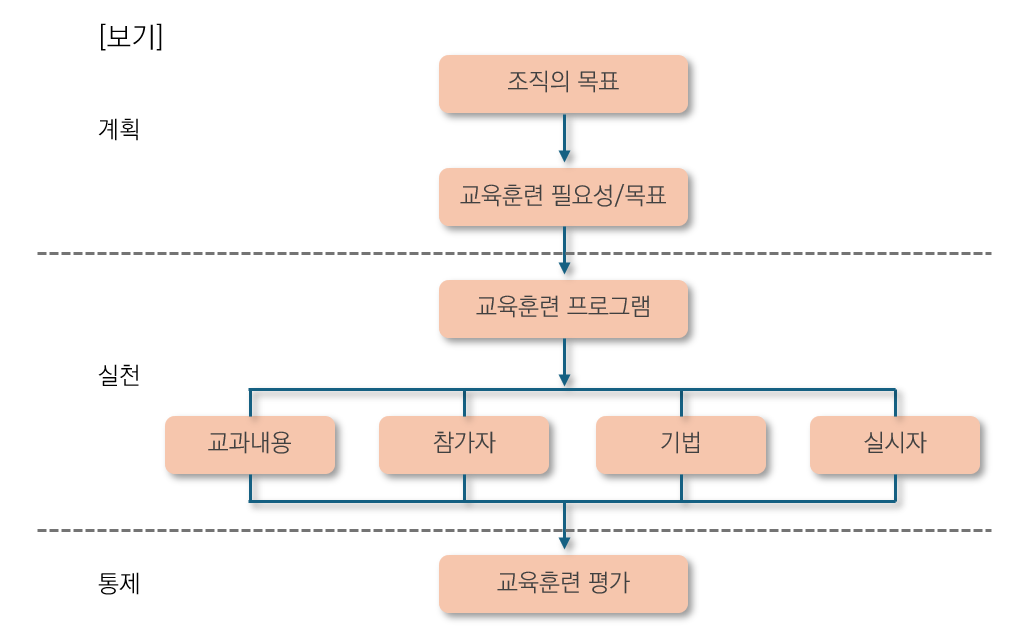 [보기]
조직의 목표
계획
교육훈련 필요성/목표
교육훈련 프로그램
실천
교과내용
참가자
기법
실시자
통제
교육훈련 평가